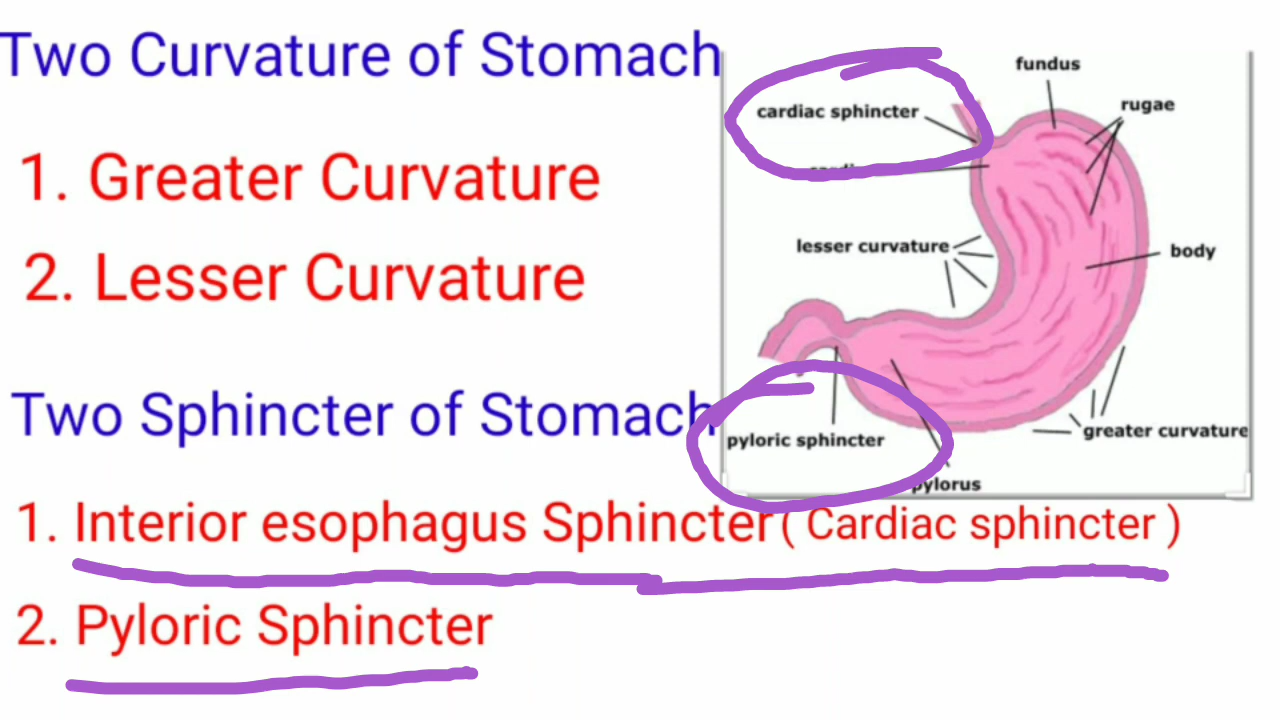 Two Curvature of Stomach
1. Greater Curvature
2. Lesser Curvature
Two Sphincter of Stomach
1. Interior esophagus Sphincter ( Cardiac sphincter )
2. Pyloric Sphincter
fundus
cardiac sphincter
rugae
lesser curvature
body
pyloric sphincter
greater curvature
pylorus